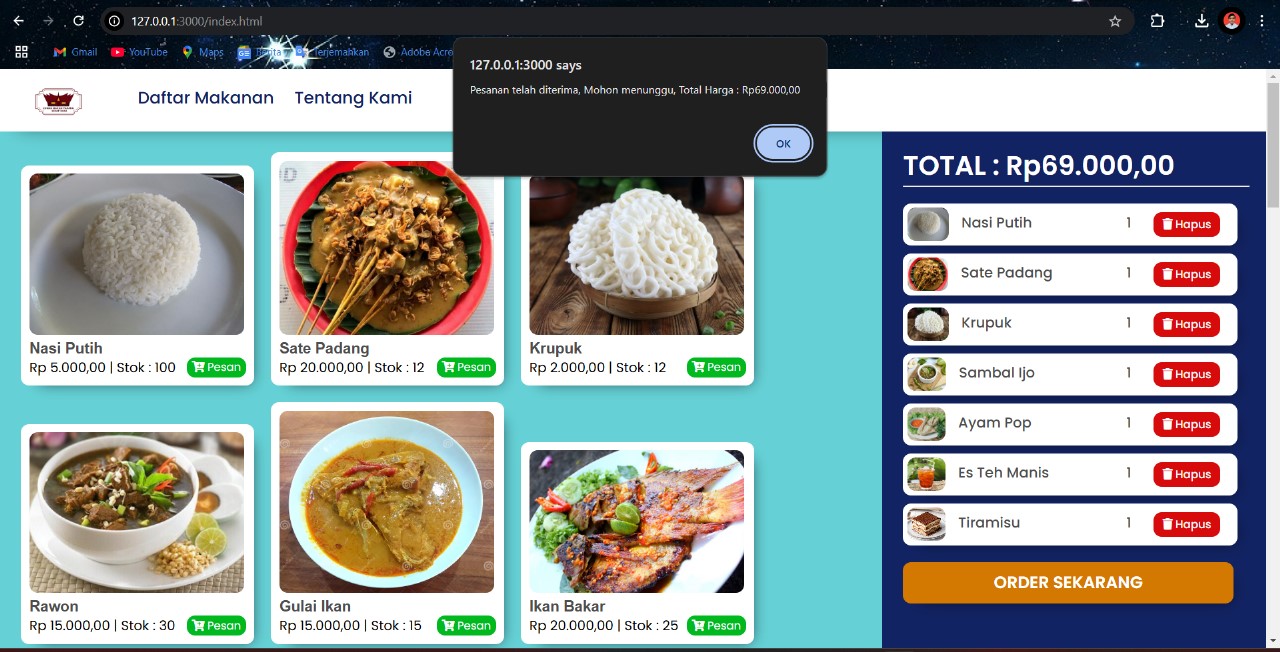 127.0.0.1:3000/index.html
Gmail YouTube Maps Berita Terjemahkan Adobe Acro
127.0.0.1:3000 says
Pesanan telah diterima, Mohon menunggu, Total Harga : Rp69.000,00
OK
Daftar Makanan Tentang Kami
TOTAL : Rp69.000,00
Nasi Putih 1 Hapus
Sate Padang 1 Hapus
Krupuk 1 Hapus
Sambal Ijo 1 Hapus
Ayam Pop 1 Hapus
Es Teh Manis 1 Hapus
Tiramisu 1 Hapus
ORDER SEKARANG
Nasi Putih
Rp 5.000,00 | Stok : 100 Pesan
Sate Padang
Rp 20.000,00 | Stok : 12 Pesan
Krupuk
Rp 2.000,00 | Stok : 12 Pesan
Rawon
Rp 15.000,00 | Stok : 30 Pesan
Gulai Ikan
Rp 15.000,00 | Stok : 15 Pesan
Ikan Bakar
Rp 20.000,00 | Stok : 25 Pesan